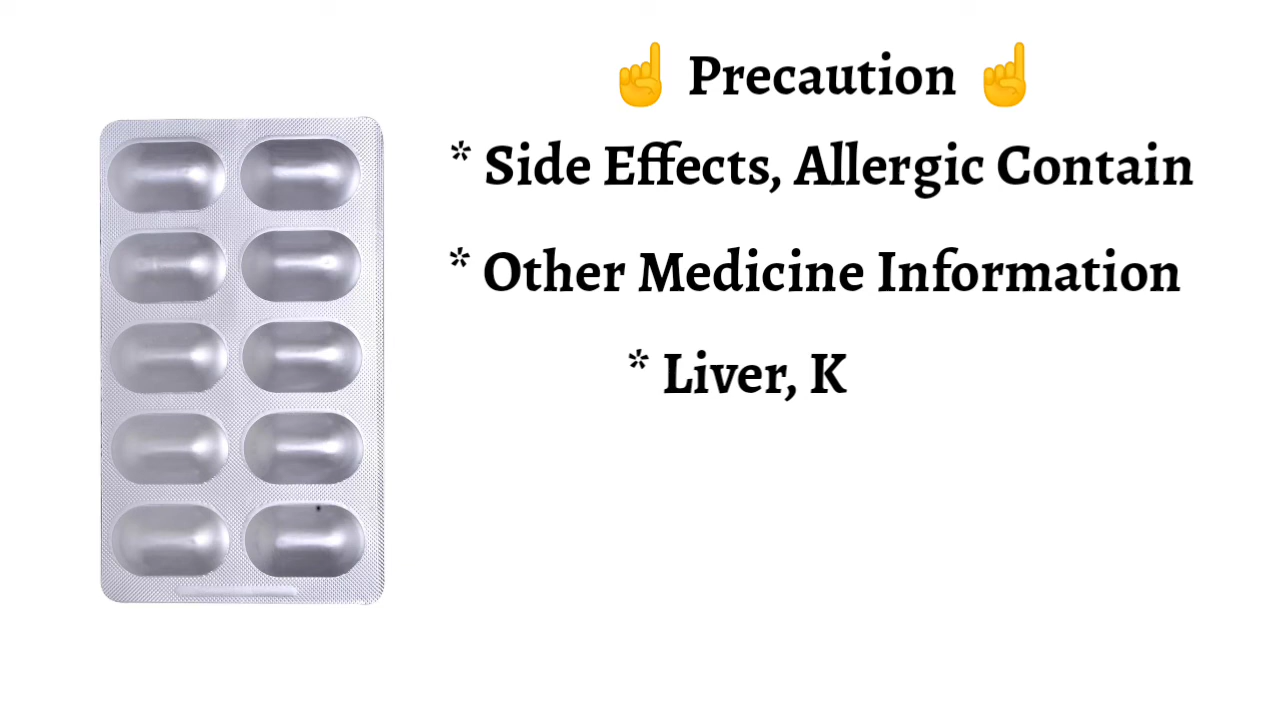 ☝ Precaution ☝
* Side Effects, Allergic Contain
* Other Medicine Information
* Liver, K